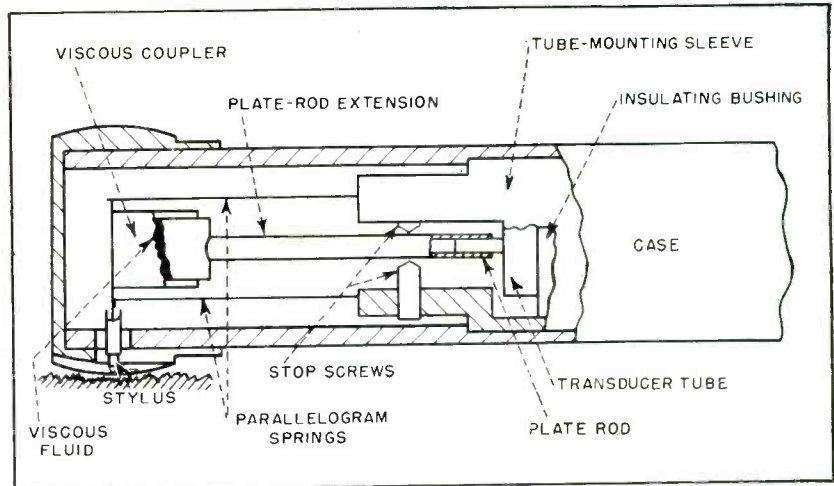 VISCOUS COUPLER
TUBE-MOUNTING SLEEVE
PLATE-ROD EXTENSION
INSULATING BUSHING
CASE
STOP SCREWS
STYLUS
TRANSDUCER TUBE
PARALLELOGRAM
SPRINGS
PLATE ROD
VISCOUS
FLUID